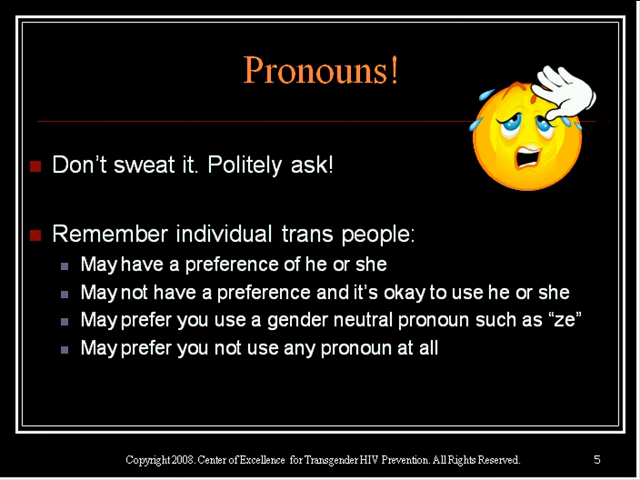 Pronouns!
Don't sweat it. Politely ask!
Remember individual trans people:
May have a preference of he or she
May not have a preference and it's okay to use he or she
May prefer you use a gender neutral pronoun such as “ze”
May prefer you not use any pronoun at all
Copyright 2008. Center of Excellence for Transgender HIV Prevention. All Rights Reserved.
5